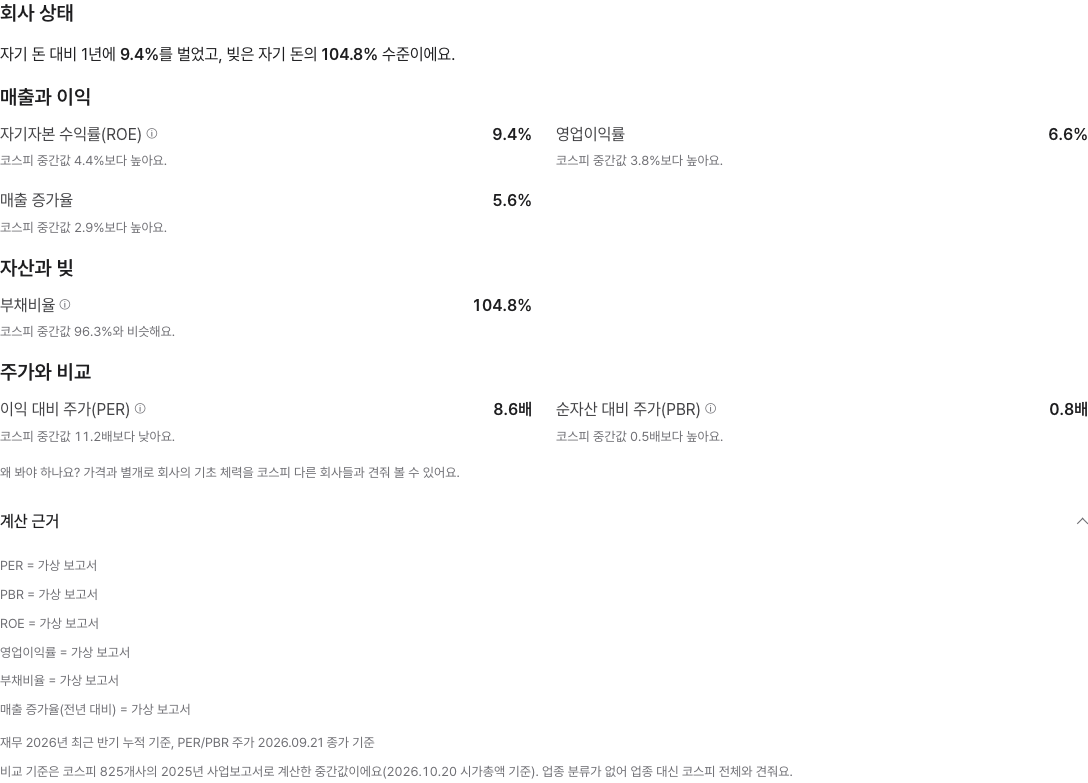 회사 상태
자기 돈 대비 1년에 9.4%를 벌었고, 빚은 자기 돈의 104.8% 수준이에요.
매출과 이익
자기자본 수익률(ROE) ⓘ 9.4%
코스피 중간값 4.4%보다 높아요.
영업이익률 6.6%
코스피 중간값 3.8%보다 높아요.
매출 증가율 5.6%
코스피 중간값 2.9%보다 높아요.
자산과 빚
부채비율 ⓘ 104.8%
코스피 중간값 96.3%와 비슷해요.
주가와 비교
이익 대비 주가(PER) ⓘ 8.6배
코스피 중간값 11.2배보다 낮아요.
순자산 대비 주가(PBR) ⓘ 0.8배
코스피 중간값 0.5배보다 높아요.
왜 봐야 하나요? 가격과 별개로 회사의 기초 체력을 코스피 다른 회사들과 견줘 볼 수 있어요.
계산 근거
PER = 가상 보고서
PBR = 가상 보고서
ROE = 가상 보고서
영업이익률 = 가상 보고서
부채비율 = 가상 보고서
매출 증가율(전년 대비) = 가상 보고서
재무 2026년 최근 반기 누적 기준, PER/PBR 주가 2026.09.21 종가 기준
비교 기준은 코스피 825개사의 2025년 사업보고서로 계산한 중간값이에요(2026.10.20 시가총액 기준). 업종 분류가 없어 업종 대신 코스피 전체와 견줘요.